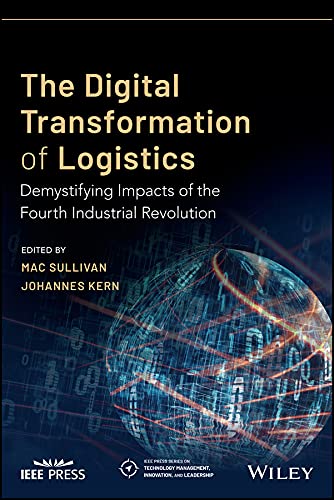 The Digital
Transformation
of Logistics
Demystifying Impacts of the
Fourth Industrial Revolution
EDITED BY
MAC SULLIVAN
JOHANNES KERN
IEEE PRESS
IEEE PRESS SERIES ON
TECHNOLOGY MANAGEMENT,
INNOVATION, AND LEADERSHIP
WILEY